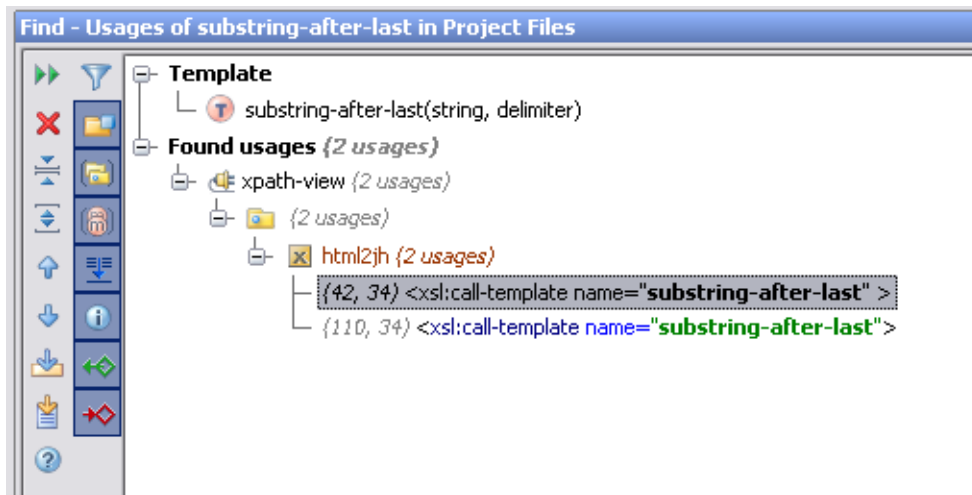 Find - Usages of substring-after-last in Project Files
Template
T substring-after-last(string, delimiter)
Found usages (2 usages)
xpath-view (2 usages)
(2 usages)
html2jh (2 usages)
(42, 34) <xsl:call-template name="substring-after-last" >
(110, 34) <xsl:call-template name="substring-after-last">